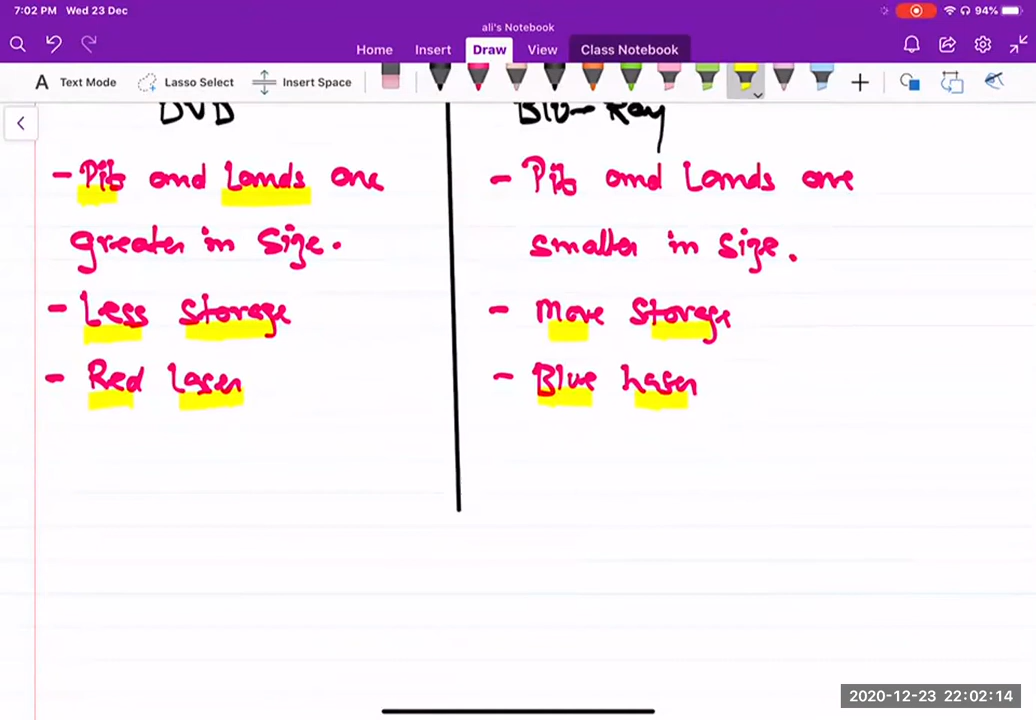 7:02 PM Wed 23 Dec
94%
ali's Notebook
Home Insert Draw View Class Notebook
A Text Mode Lasso Select Insert Space
DVD
Blu-Ray
- Pits and Lands are
greater in size.
- Less storage
- Red laser
- Pits and Lands are
smaller in size.
- More storage
- Blue laser
2020-12-23 22:02:14